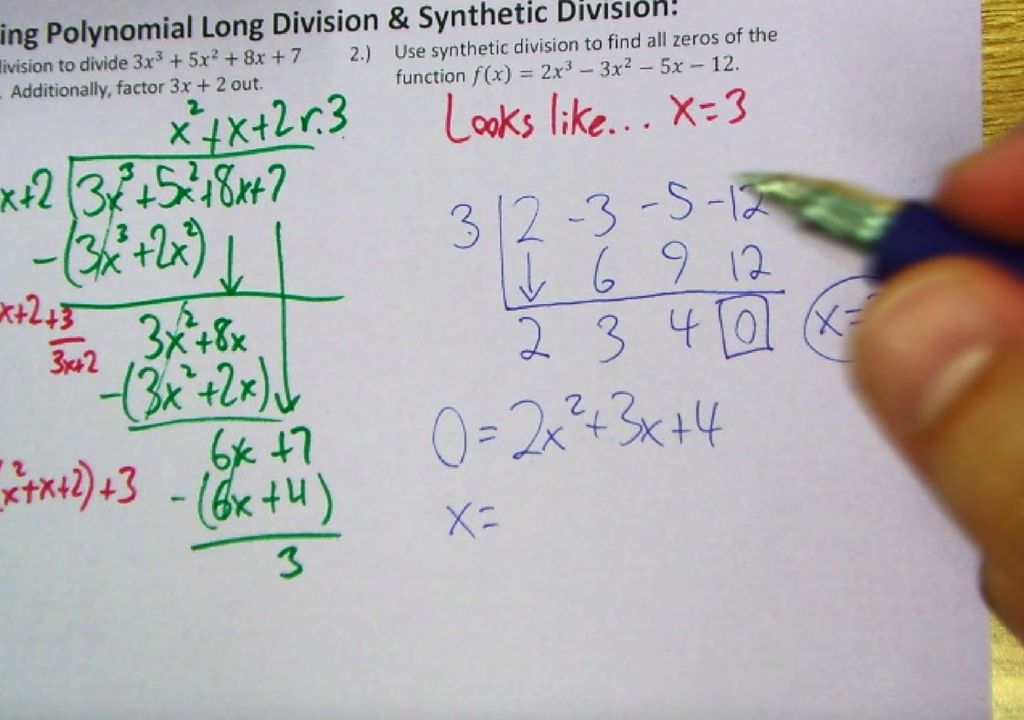 ing Polynomial Long Division & Synthetic Division:
division to divide 3x³ + 5x² + 8x + 7
. Additionally, factor 3x + 2 out.
x² + x + 2 r. 3
x+2 3x³ + 5x² + 8x + 7
-(3x³ + 2x²)
x+2 + 3
3x+2
3x² + 8x
-(3x² + 2x)
6x + 7
x² + x + 2) + 3
-(6x + 4)
3
2.) Use synthetic division to find all zeros of the
function f(x) = 2x³ − 3x² − 5x − 12.
Looks like... x = 3
3 2 -3 -5 -12
6 9 12
2 3 4 0
x=
0 = 2x² + 3x + 4
x =